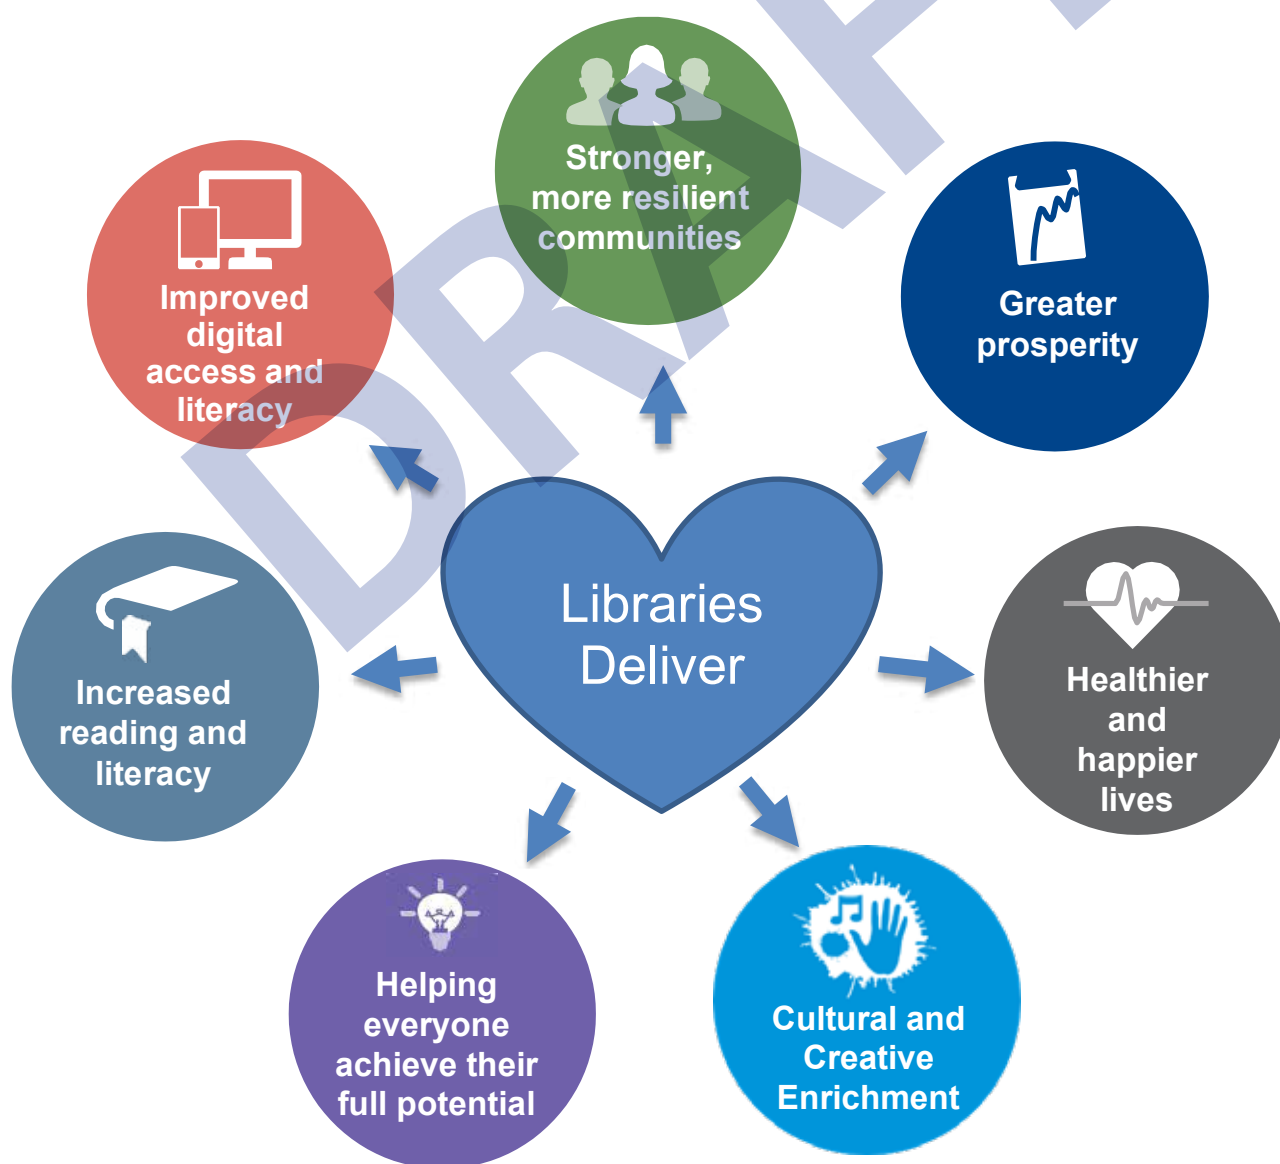 Stronger,
more resilient
communities
Greater
prosperity
Improved
digital
access and
literacy
Libraries
Deliver
Healthier
and
happier
lives
Increased
reading and
literacy
Helping
everyone
achieve their
full potential
Cultural and
Creative
Enrichment
DRAF